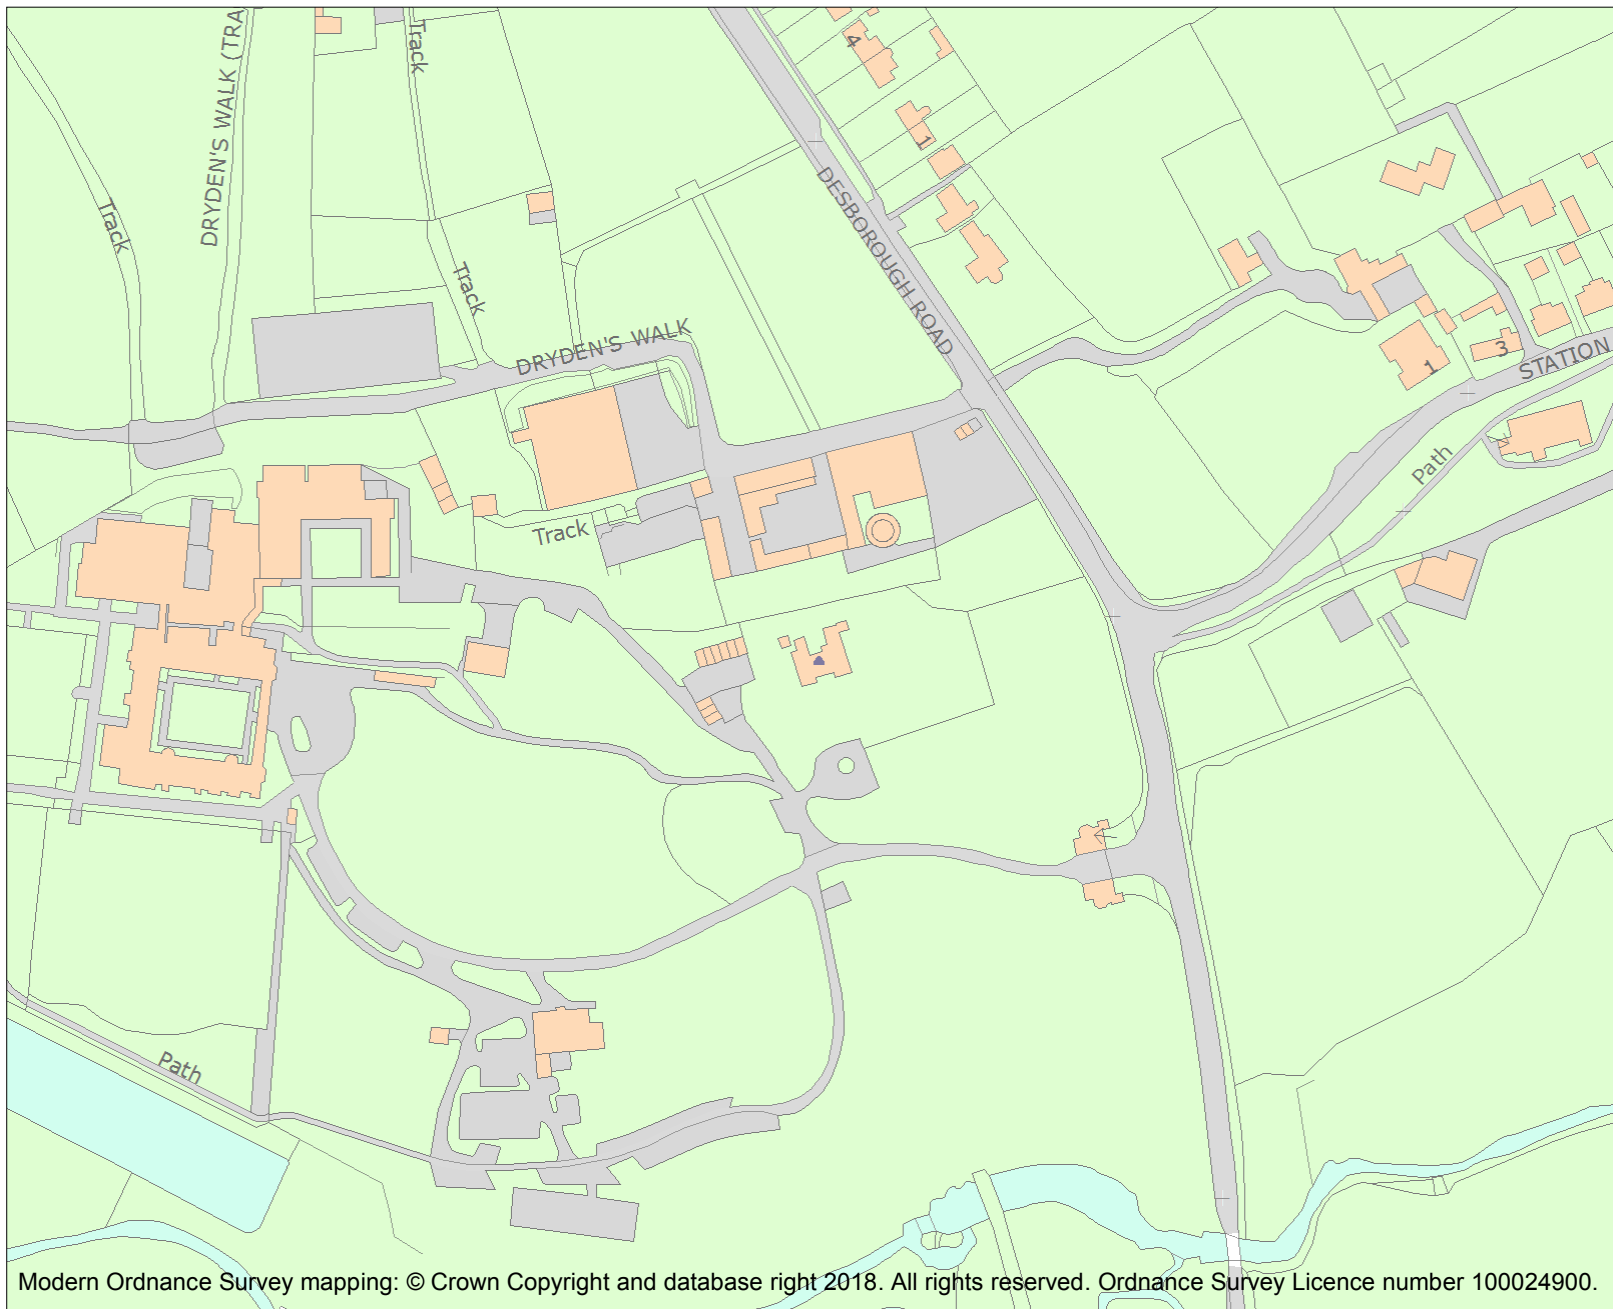 DRYDEN'S WALK (TRA
Track
4
1
Track
DESBOROUGH ROAD
Track
DRYDEN'S WALK
3
STATION
1
Path
Track
Path
Modern Ordnance Survey mapping: © Crown Copyright and database right 2018. All rights reserved. Ordnance Survey Licence number 100024900.